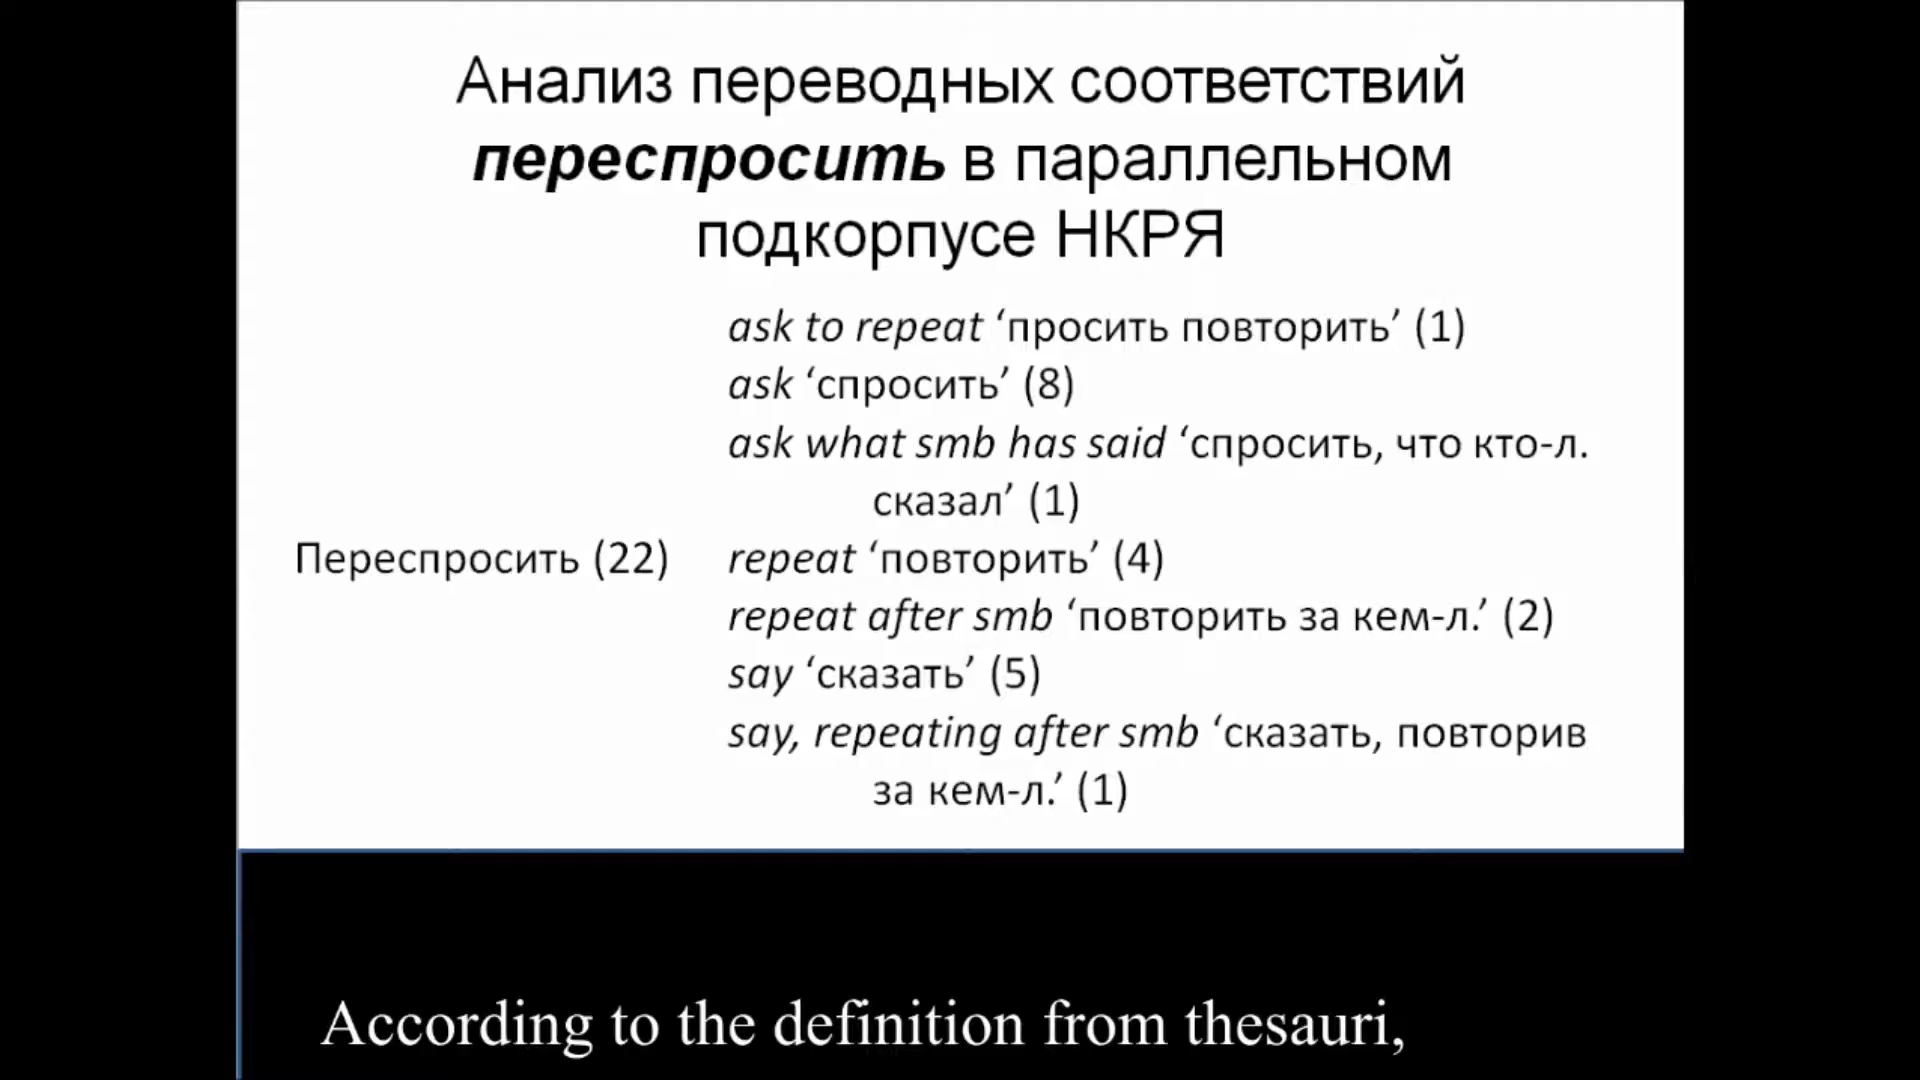 Анализ переводных соответствий
переспросить в параллельном
подкорпусе НКРЯ
ask to repeat ‘просить повторить’ (1)
ask ‘спросить’ (8)
ask what smb has said ‘спросить, что кто-л.
сказал’ (1)
Переспросить (22) repeat ‘повторить’ (4)
repeat after smb ‘повторить за кем-л.’ (2)
say ‘сказать’ (5)
say, repeating after smb ‘сказать, повторив
за кем-л.’ (1)
According to the definition from thesauri,